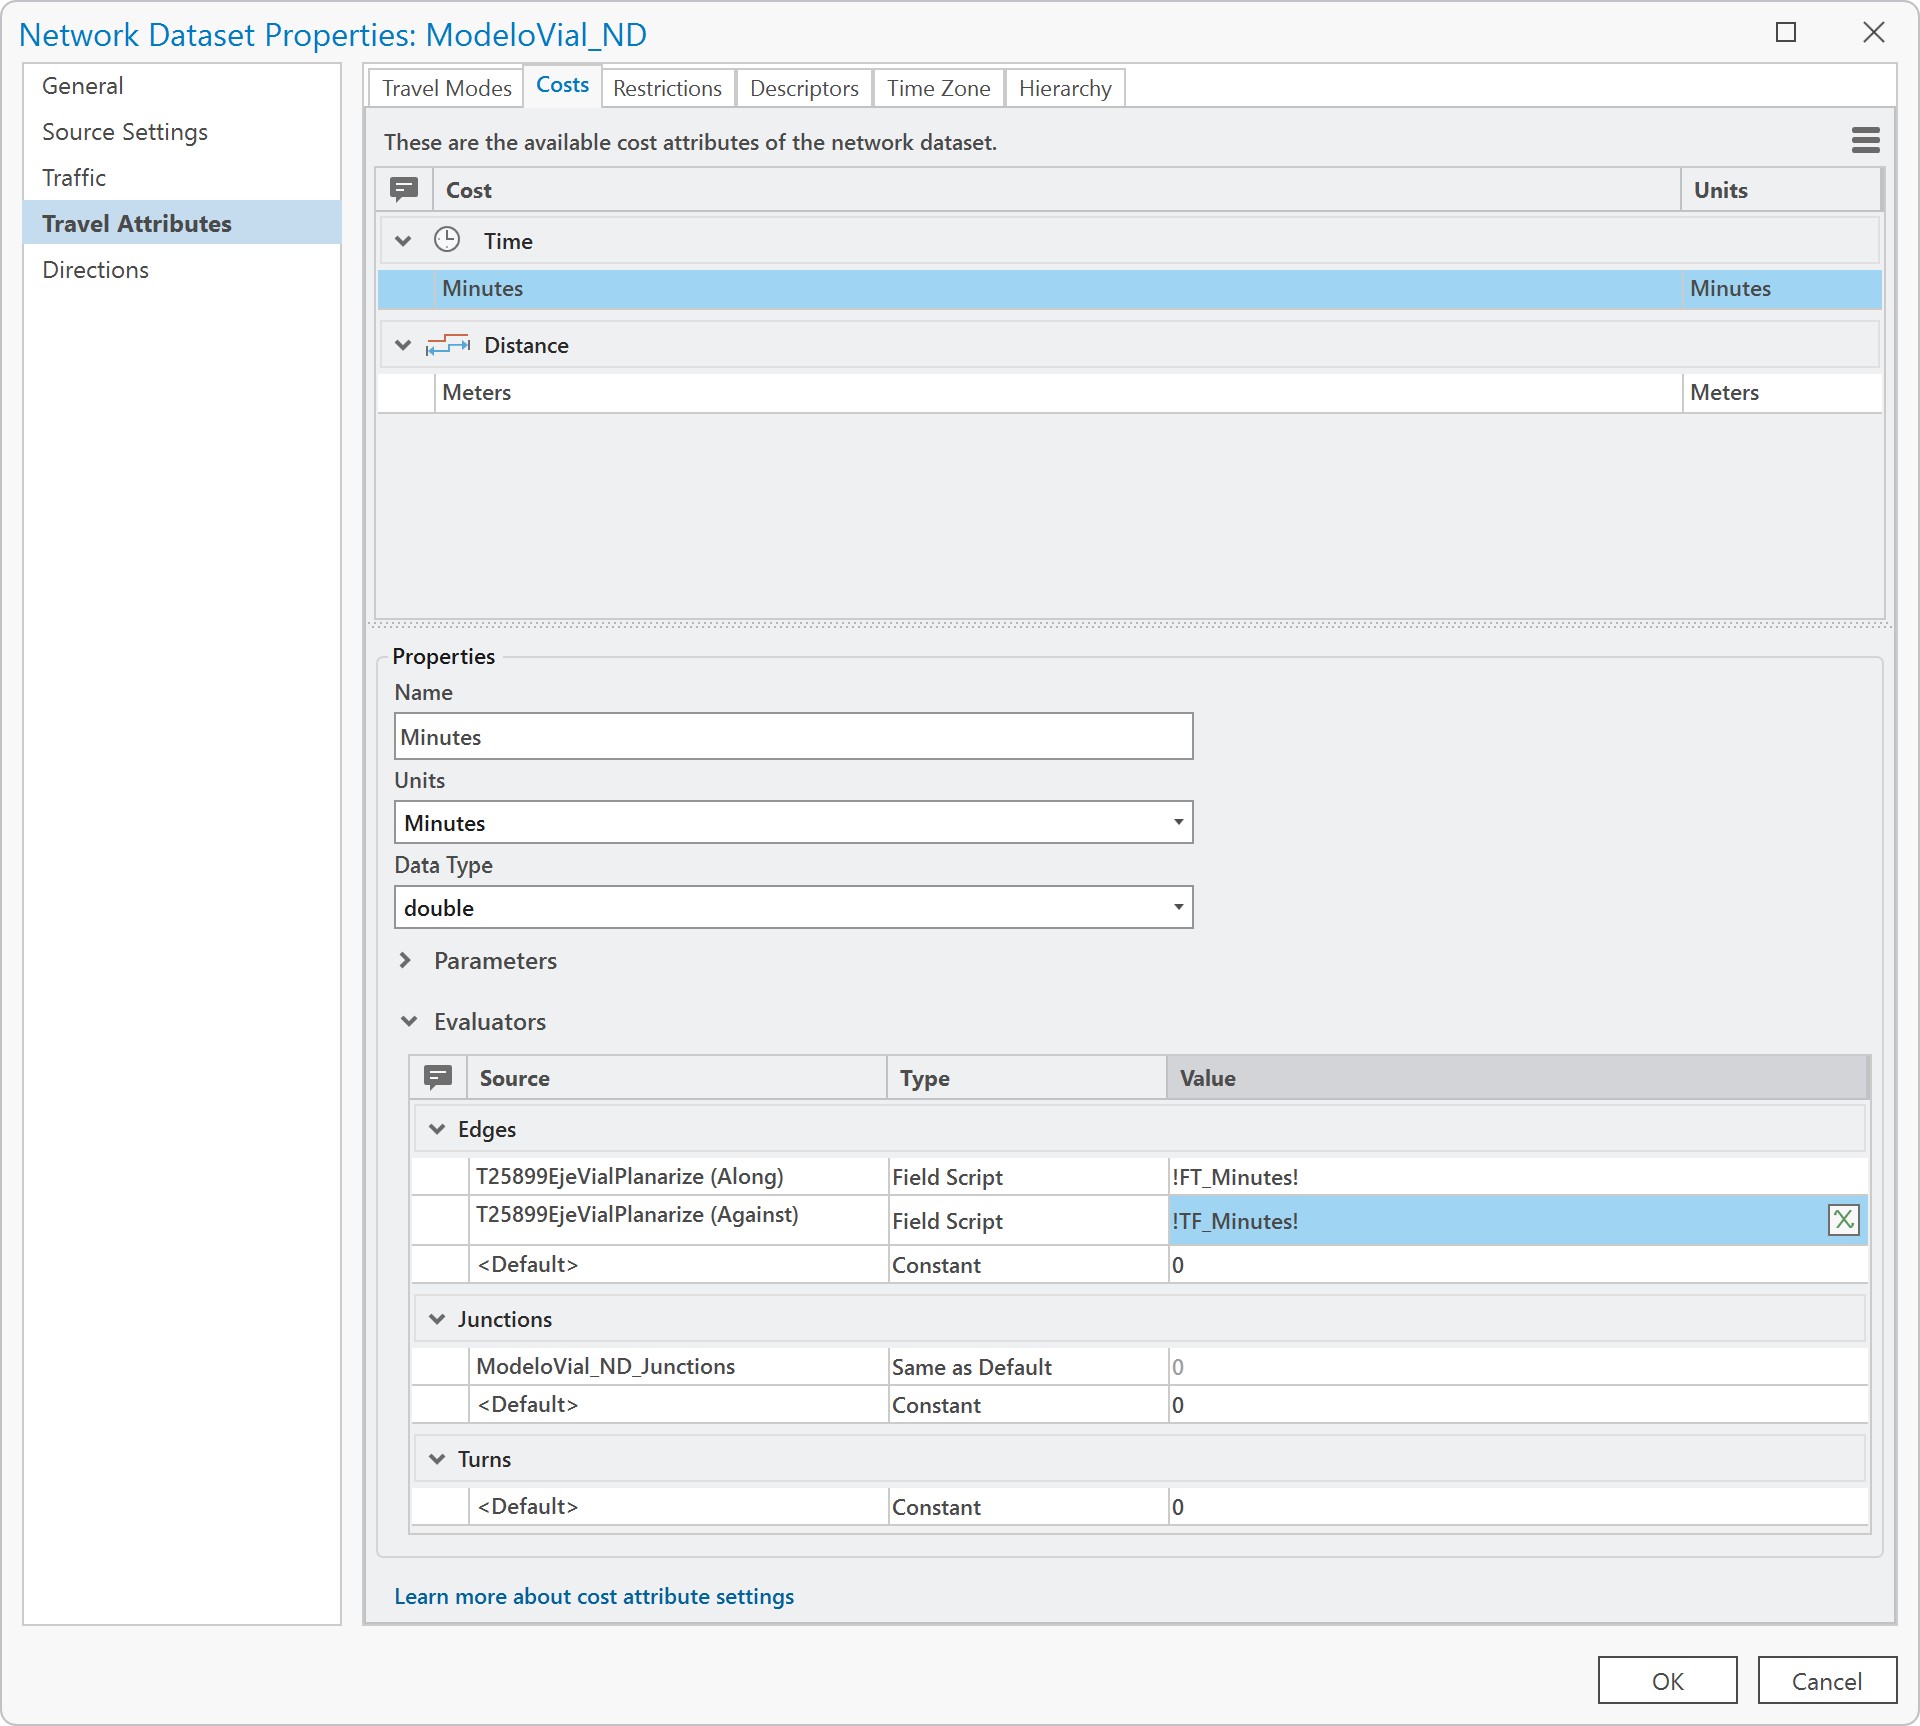 Network Dataset Properties: ModeloVial_ND
General
Source Settings
Traffic
Travel Attributes
Directions
Travel Modes
Costs
Restrictions
Descriptors
Time Zone
Hierarchy
These are the available cost attributes of the network dataset.
Cost Units
Time
Minutes Minutes
Distance
Meters Meters
Properties
Name
Minutes
Units
Minutes
Data Type
double
Parameters
Evaluators
Source Type Value
Edges
T25899EjeVialPlanarize (Along) Field Script !FT_Minutes!
T25899EjeVialPlanarize (Against) Field Script !TF_Minutes!
<Default> Constant 0
Junctions
ModeloVial_ND_Junctions Same as Default 0
<Default> Constant 0
Turns
<Default> Constant 0
Learn more about cost attribute settings
OK Cancel